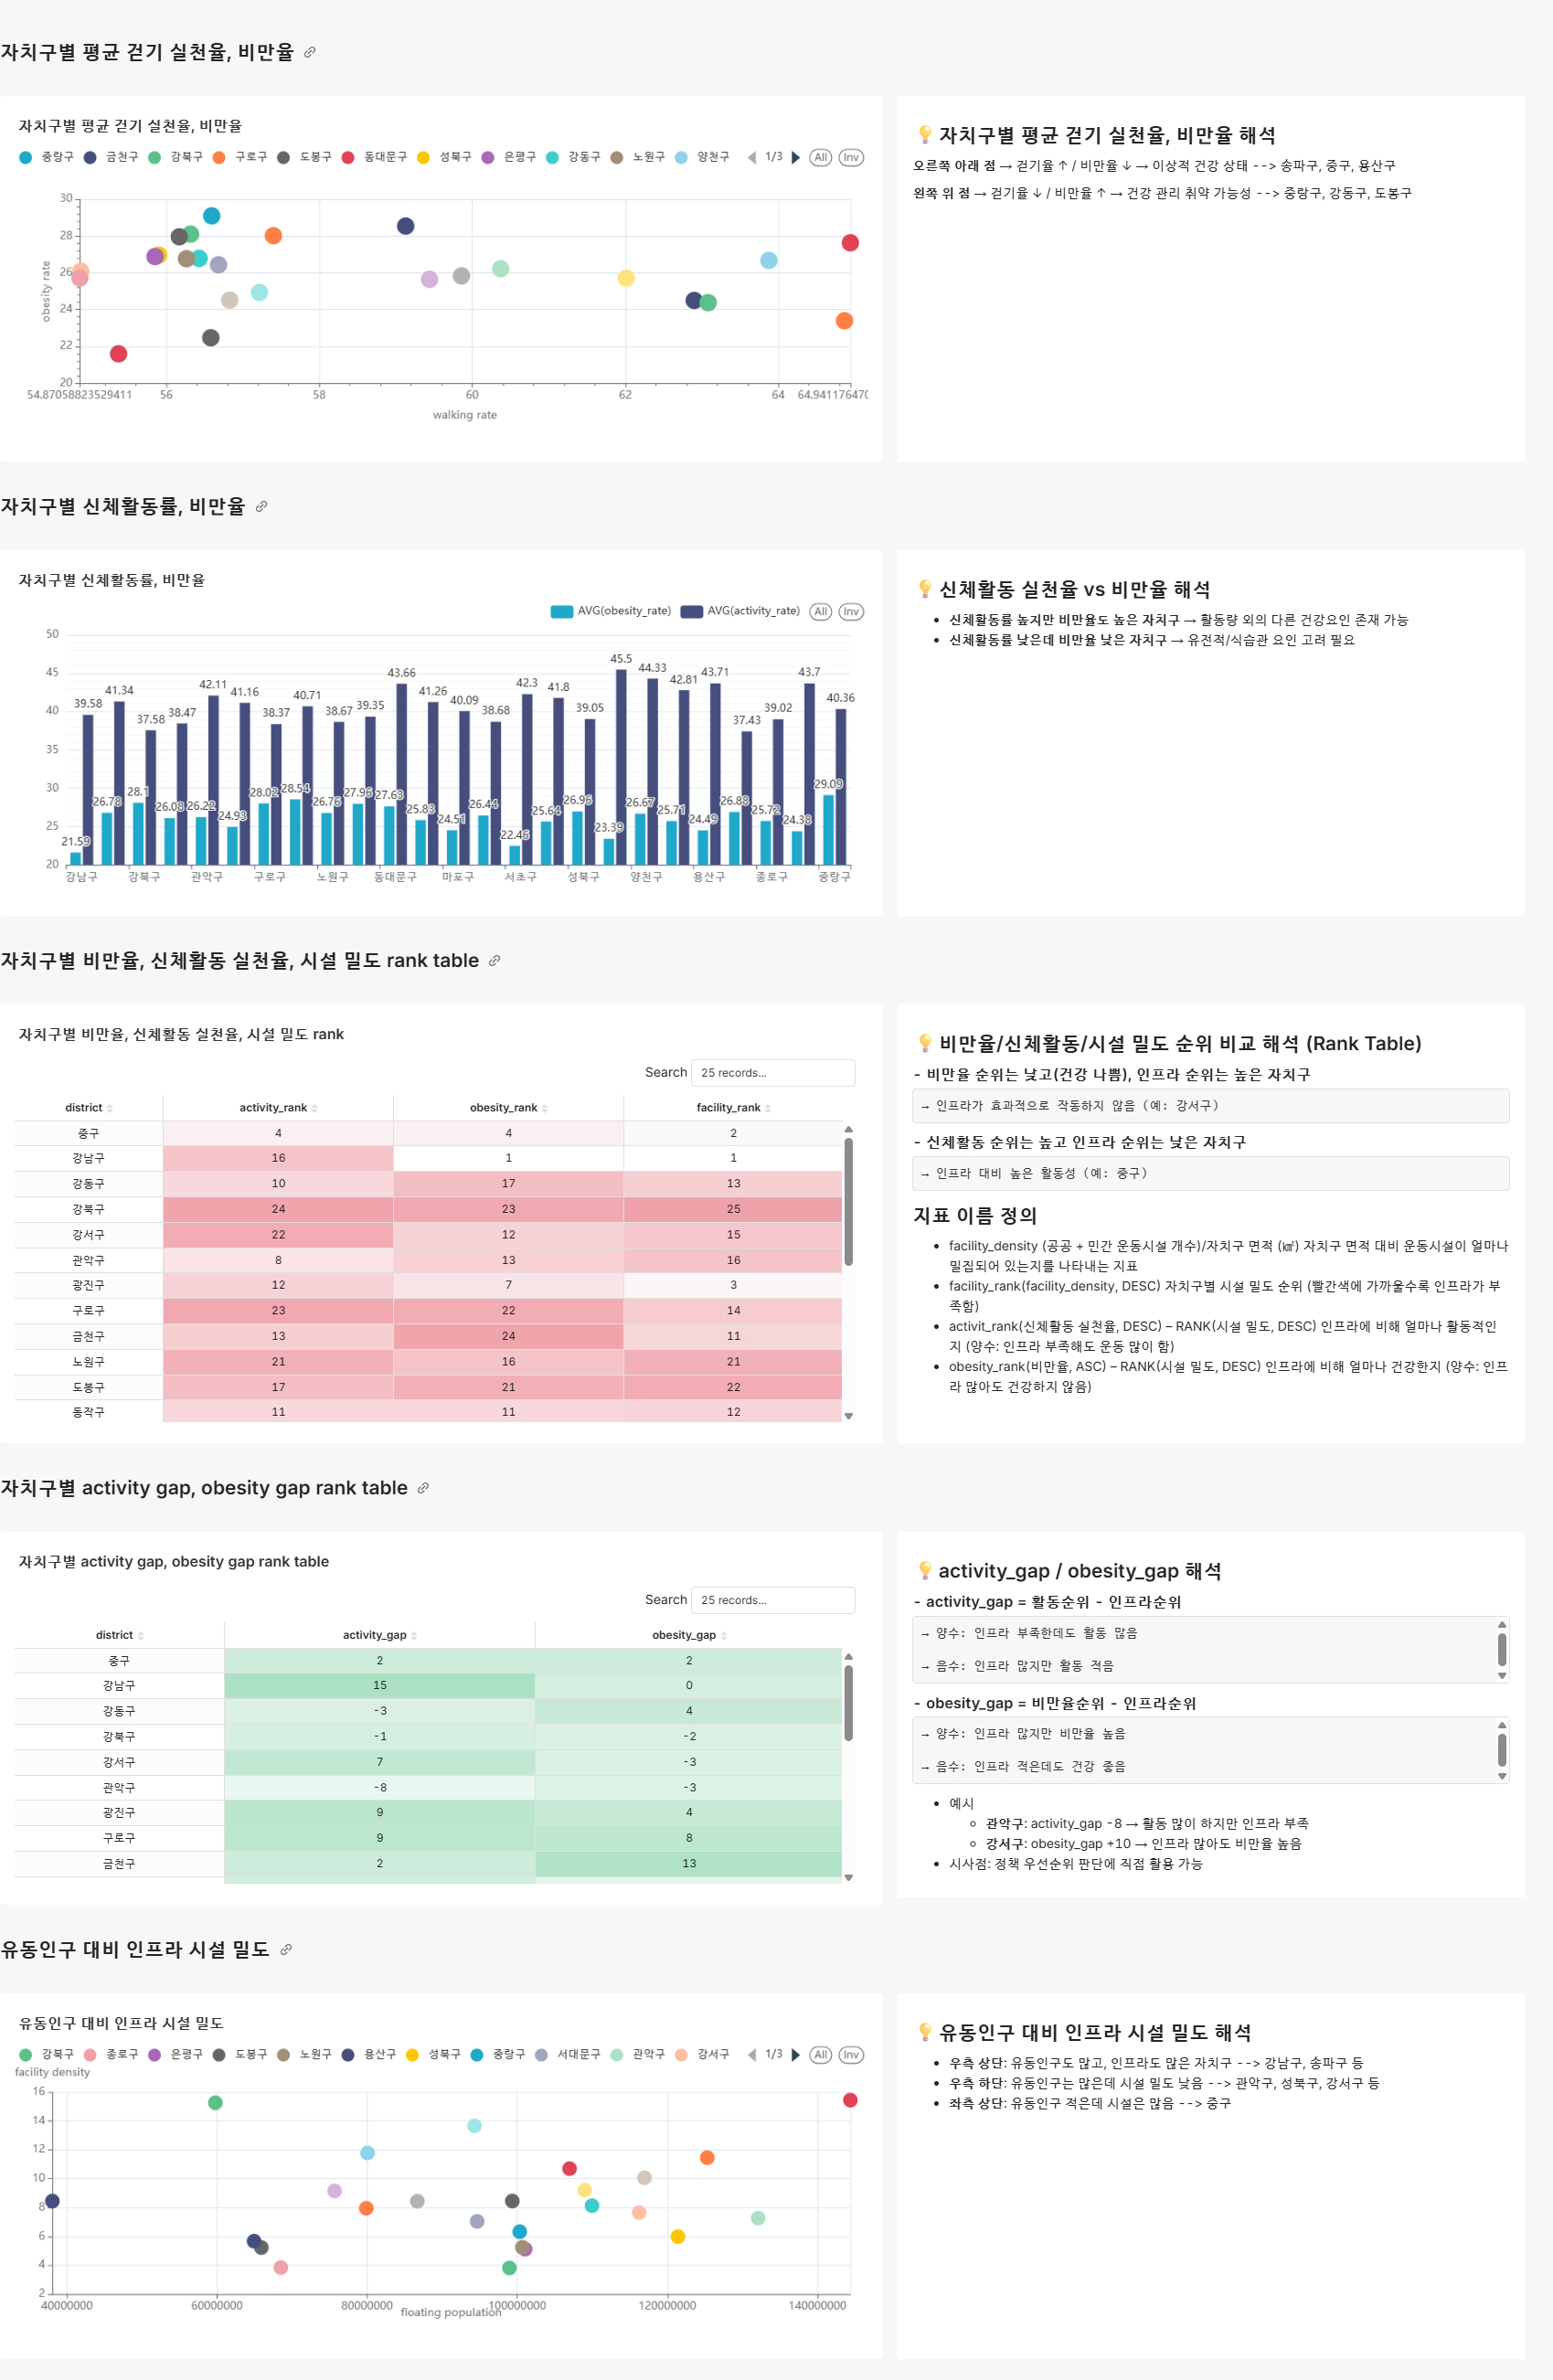 자치구별 평균 걷기 실천율, 비만율
자치구별 평균 걷기 실천율, 비만율
중랑구 금천구 강북구 구로구 도봉구 동대문구 성북구 은평구 강동구 노원구 양천구 1/3 All Inv
30
28
26
24
22
20
obesity rate
54.87058823529411 56 58 60 62 64 64.9411764
walking rate
💡 자치구별 평균 걷기 실천율, 비만율 해석
오른쪽 아래 점 → 걷기율 ↑ / 비만율 ↓ → 이상적 건강 상태 --> 송파구, 중구, 용산구
왼쪽 위 점 → 걷기율 ↓ / 비만율 ↑ → 건강 관리 취약 가능성 --> 중랑구, 강동구, 도봉구
자치구별 신체활동률, 비만율
자치구별 신체활동률, 비만율
AVG(obesity_rate) AVG(activity_rate) All Inv
50
45
40
35
30
25
20
39.58 41.34 37.58 38.47 42.11 41.16 38.37 40.71 38.67 39.35 43.66 41.26 40.09 38.68 42.3 41.8 39.05 45.5 44.33 42.81 43.71 37.43 39.02 43.7 40.36
21.59 26.78 28.1 26.08 26.22 24.93 28.02 28.54 26.76 27.96 27.63 25.83 24.51 26.44 22.46 25.64 26.96 23.39 26.67 25.71 24.49 26.88 25.72 24.38 29.09
강남구 강북구 관악구 구로구 노원구 동대문구 마포구 서초구 성북구 양천구 용산구 종로구 중랑구
💡 신체활동 실천율 vs 비만율 해석
• 신체활동률 높지만 비만율도 높은 자치구 → 활동량 외의 다른 건강요인 존재 가능
• 신체활동률 낮은데 비만율 낮은 자치구 → 유전적/식습관 요인 고려 필요
자치구별 비만율, 신체활동 실천율, 시설 밀도 rank table
자치구별 비만율, 신체활동 실천율, 시설 밀도 rank
Search 25 records...
district activity_rank obesity_rank facility_rank
중구 4 4 2
강남구 16 1 1
강동구 10 17 13
강북구 24 23 25
강서구 22 12 15
관악구 8 13 16
광진구 12 7 3
구로구 23 22 14
금천구 13 24 11
노원구 21 16 21
도봉구 17 21 22
동작구 11 11 12
💡 비만율/신체활동/시설 밀도 순위 비교 해석 (Rank Table)
- 비만율 순위는 낮고(건강 나쁨), 인프라 순위는 높은 자치구
→ 인프라가 효과적으로 작동하지 않음 (예: 강서구)
- 신체활동 순위는 높고 인프라 순위는 낮은 자치구
→ 인프라 대비 높은 활동성 (예: 중구)
지표 이름 정의
• facility_density (공공 + 민간 운동시설 개수)/자치구 면적 (㎢) 자치구 면적 대비 운동시설이 얼마나
밀집되어 있는지를 나타내는 지표
• facility_rank(facility_density, DESC) 자치구별 시설 밀도 순위 (빨간색에 가까울수록 인프라가 부
족함)
• activit_rank(신체활동 실천율, DESC) – RANK(시설 밀도, DESC) 인프라에 비해 얼마나 활동적인
지 (양수: 인프라 부족해도 운동 많이 함)
• obesity_rank(비만율, ASC) – RANK(시설 밀도, DESC) 인프라에 비해 얼마나 건강한지 (양수: 인프
라 많아도 건강하지 않음)
자치구별 activity gap, obesity gap rank table
자치구별 activity gap, obesity gap rank table
Search 25 records...
district activity_gap obesity_gap
중구 2 2
강남구 15 0
강동구 -3 4
강북구 -1 -2
강서구 7 -3
관악구 -8 -3
광진구 9 4
구로구 9 8
금천구 2 13
💡 activity_gap / obesity_gap 해석
- activity_gap = 활동순위 - 인프라순위
→ 양수: 인프라 부족한데도 활동 많음
→ 음수: 인프라 많지만 활동 적음
- obesity_gap = 비만율순위 - 인프라순위
→ 양수: 인프라 많지만 비만율 높음
→ 음수: 인프라 적은데도 건강 좋음
• 예시
◦ 관악구: activity_gap -8 → 활동 많이 하지만 인프라 부족
◦ 강서구: obesity_gap +10 → 인프라 많아도 비만율 높음
• 시사점: 정책 우선순위 판단에 직접 활용 가능
유동인구 대비 인프라 시설 밀도
유동인구 대비 인프라 시설 밀도
강북구 종로구 은평구 도봉구 노원구 용산구 성북구 중랑구 서대문구 관악구 강서구 1/3 All Inv
facility density
16
14
12
10
8
6
4
2
40000000 60000000 80000000 100000000 120000000 140000000
floating population
💡 유동인구 대비 인프라 시설 밀도 해석
• 우측 상단: 유동인구도 많고, 인프라도 많은 자치구 --> 강남구, 송파구 등
• 우측 하단: 유동인구는 많은데 시설 밀도 낮음 --> 관악구, 성북구, 강서구 등
• 좌측 상단: 유동인구 적은데 시설은 많음 --> 중구